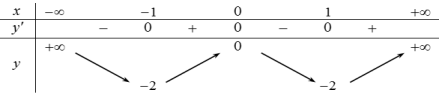 x −∞ −1 0 1 +∞
y′ − 0 + 0 − 0 +
+∞ 0 +∞
y
−2 −2